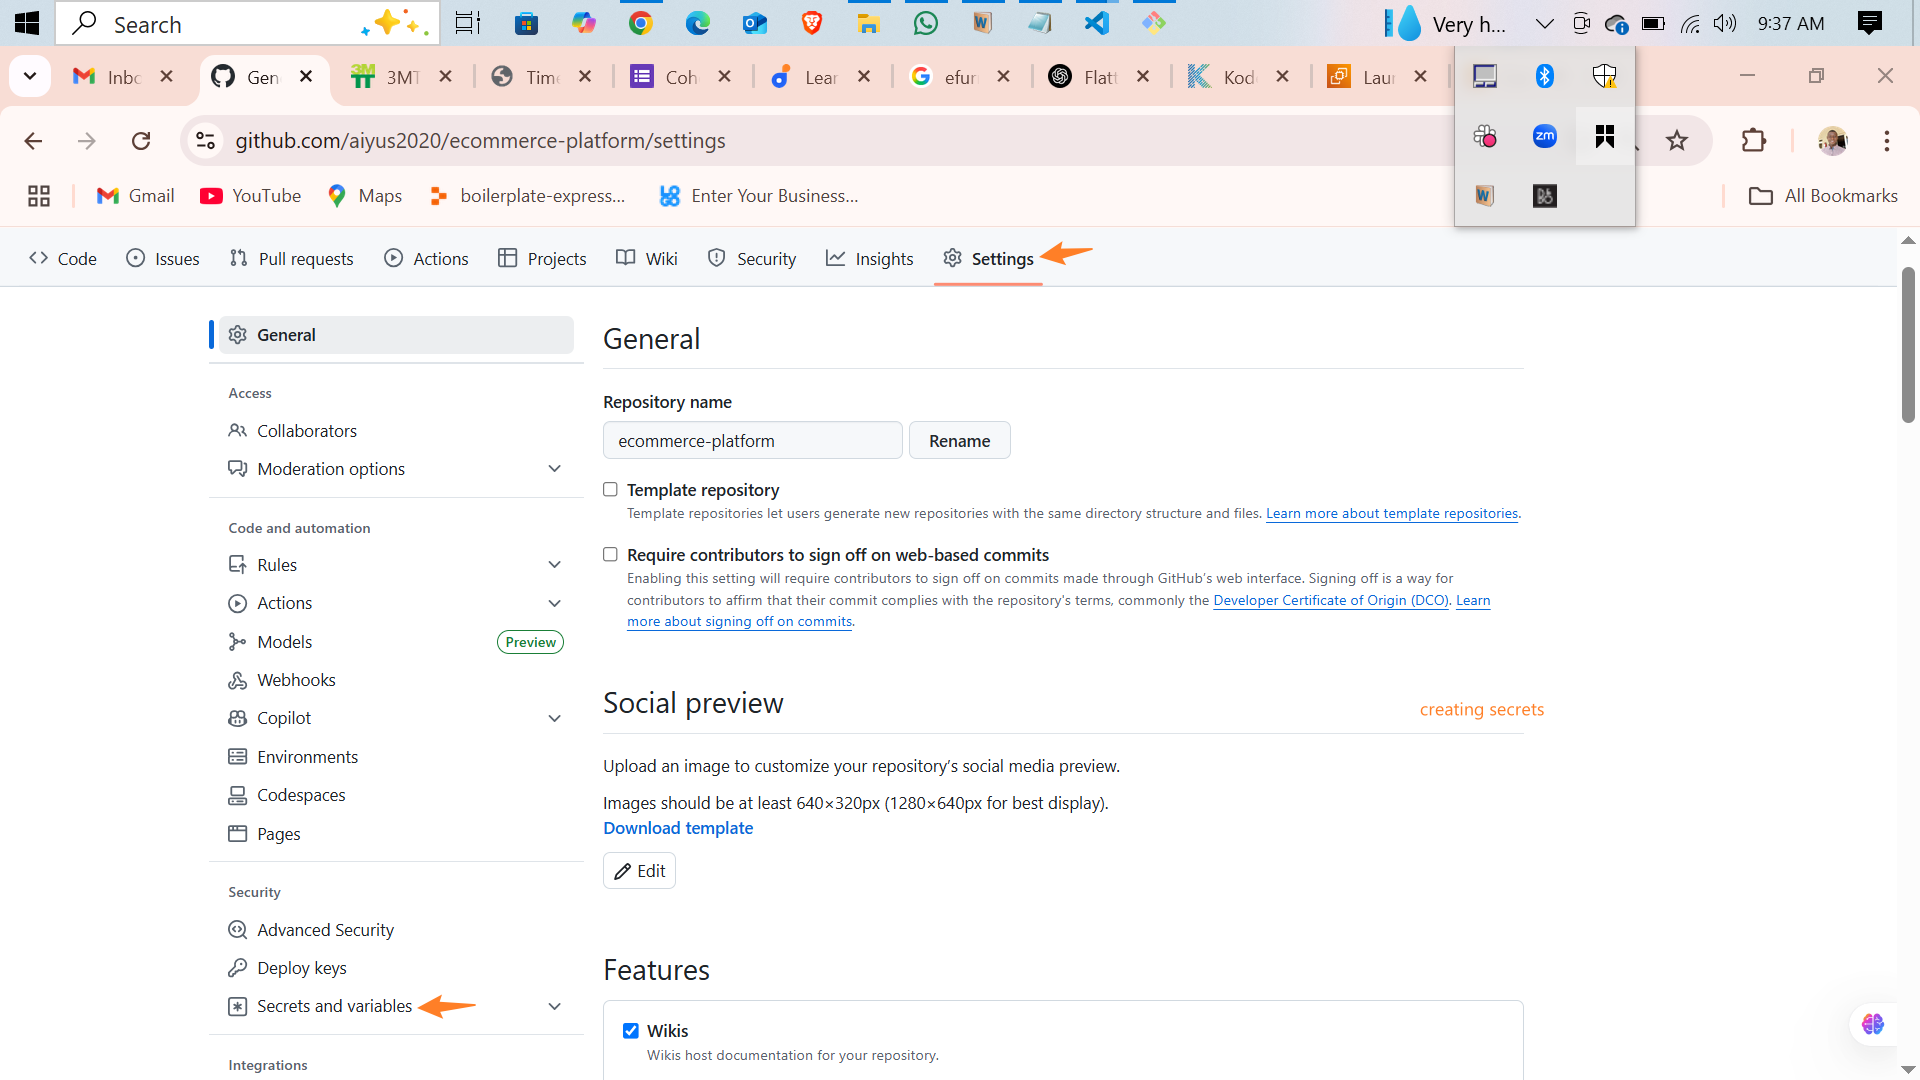 Search
Very h...
9:37 AM
Inbo
Gen
3MT
Time
Coh
Lear
efur
Flatt
Kod
Laun
github.com/aiyus2020/ecommerce-platform/settings
zm
Gmail
YouTube
Maps
boilerplate-express...
Enter Your Business...
All Bookmarks
Code
Issues
Pull requests
Actions
Projects
Wiki
Security
Insights
Settings
General
Access
Collaborators
Moderation options
Code and automation
Rules
Actions
Models
Preview
Webhooks
Copilot
Environments
Codespaces
Pages
Security
Advanced Security
Deploy keys
Secrets and variables
Integrations
General
Repository name
ecommerce-platform
Rename
Template repository
Template repositories let users generate new repositories with the same directory structure and files. Learn more about template repositories.
Require contributors to sign off on web-based commits
Enabling this setting will require contributors to sign off on commits made through GitHub's web interface. Signing off is a way for
contributors to affirm that their commit complies with the repository's terms, commonly the Developer Certificate of Origin (DCO). Learn
more about signing off on commits.
Social preview
creating secrets
Upload an image to customize your repository's social media preview.
Images should be at least 640×320px (1280×640px for best display).
Download template
Edit
Features
Wikis
Wikis host documentation for your repository.